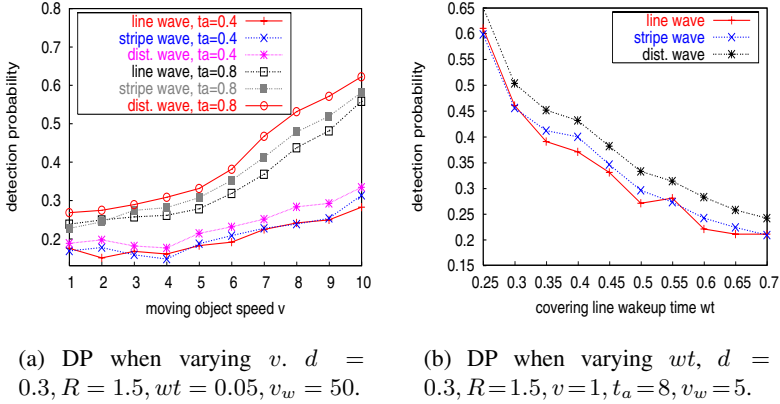 line wave, ta=0.4
stripe wave, ta=0.4
dist. wave, ta=0.4
line wave, ta=0.8
stripe wave, ta=0.8
dist. wave, ta=0.8
0.8
0.7
0.6
0.5
0.4
0.3
0.2
detection probability
1 2 3 4 5 6 7 8 9 10
moving object speed v
(a) DP when varying v. d =
0.3, R = 1.5, wt = 0.05, v_w = 50.
line wave
stripe wave
dist. wave
0.65
0.6
0.55
0.5
0.45
0.4
0.35
0.3
0.25
0.2
0.15
detection probability
0.25 0.3 0.35 0.4 0.45 0.5 0.55 0.6 0.65 0.7
covering line wakeup time wt
(b) DP when varying wt, d =
0.3, R=1.5, v=1, t_a=8, v_w=5.